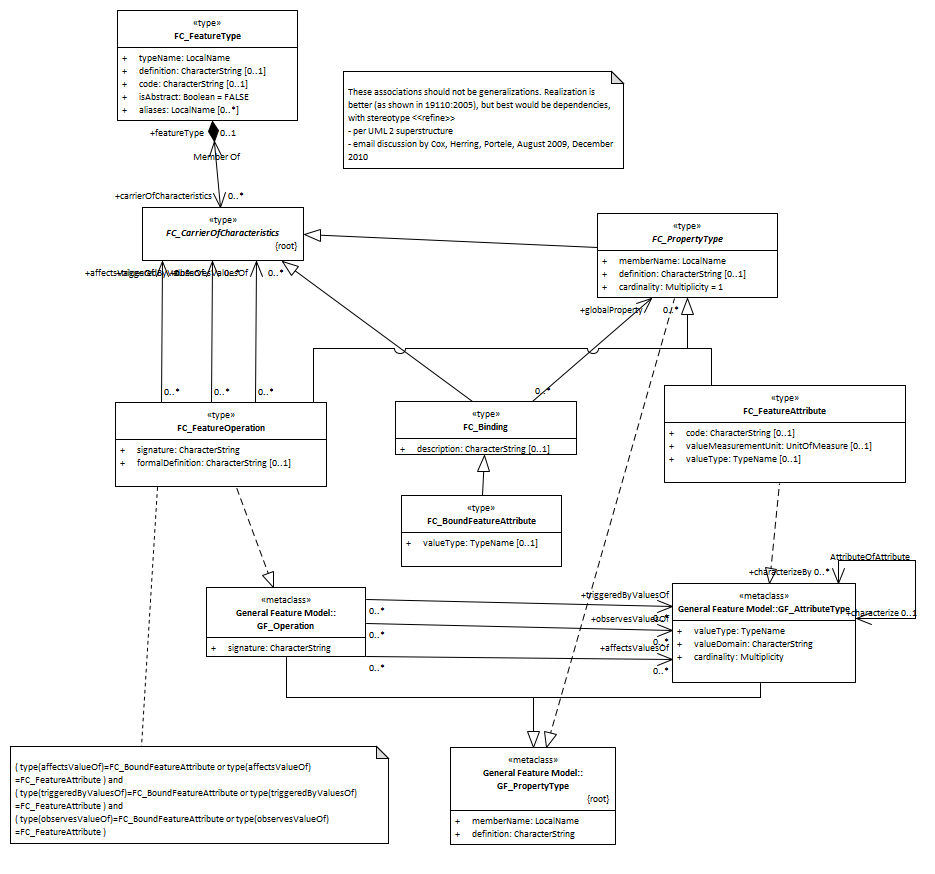 «type»
FC_FeatureType
+ typeName: LocalName
+ definition: CharacterString [0..1]
+ code: CharacterString [0..1]
+ isAbstract: Boolean = FALSE
+ aliases: LocalName [0..*]
These associations should not be generalizations. Realization is
better (as shown in 19110:2005), but best would be dependencies,
with stereotype <<refine>>
- per UML 2 superstructure
- email discussion by Cox, Herring, Portele, August 2009, December
2010
+featureType 0..1
Member Of
+carrierOfCharacteristics 0..*
«type»
FC_CarrierOfCharacteristics
{root}
«type»
FC_PropertyType
+ memberName: LocalName
+ definition: CharacterString [0..1]
+ cardinality: Multiplicity = 1
0..*
+globalProperty 0..*
0..* 0..* 0..*
0..*
«type»
FC_FeatureOperation
+ signature: CharacterString
+ formalDefinition: CharacterString [0..1]
«type»
FC_Binding
+ description: CharacterString [0..1]
«type»
FC_FeatureAttribute
+ code: CharacterString [0..1]
+ valueMeasurementUnit: UnitOfMeasure [0..1]
+ valueType: TypeName [0..1]
«type»
FC_BoundFeatureAttribute
+ valueType: TypeName [0..1]
AttributeOfAttribute
+characterizeBy 0..*
+characterize 0..1
«metaclass»
General Feature Model::
GF_Operation
+ signature: CharacterString
+triggeredByValuesOf
0..* 0..*
+observesValuesOf
0..* 0..*
+affectsValuesOf
0..* 0..*
«metaclass»
General Feature Model::GF_AttributeType
+ valueType: TypeName
+ valueDomain: CharacterString
+ cardinality: Multiplicity
«metaclass»
General Feature Model::
GF_PropertyType
{root}
+ memberName: LocalName
+ definition: CharacterString
( type(affectsValueOf)=FC_BoundFeatureAttribute or type(affectsValueOf)
=FC_FeatureAttribute ) and
( type(triggeredByValuesOf)=FC_BoundFeatureAttribute or type(triggeredByValuesOf)
=FC_FeatureAttribute ) and
( type(observesValueOf)=FC_BoundFeatureAttribute or type(observesValueOf)
=FC_FeatureAttribute )